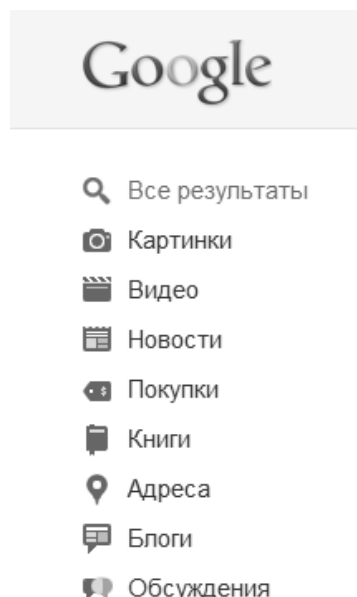 Google
Все результаты
Картинки
Видео
Новости
Покупки
Книги
Адреса
Блоги
Обсуждения